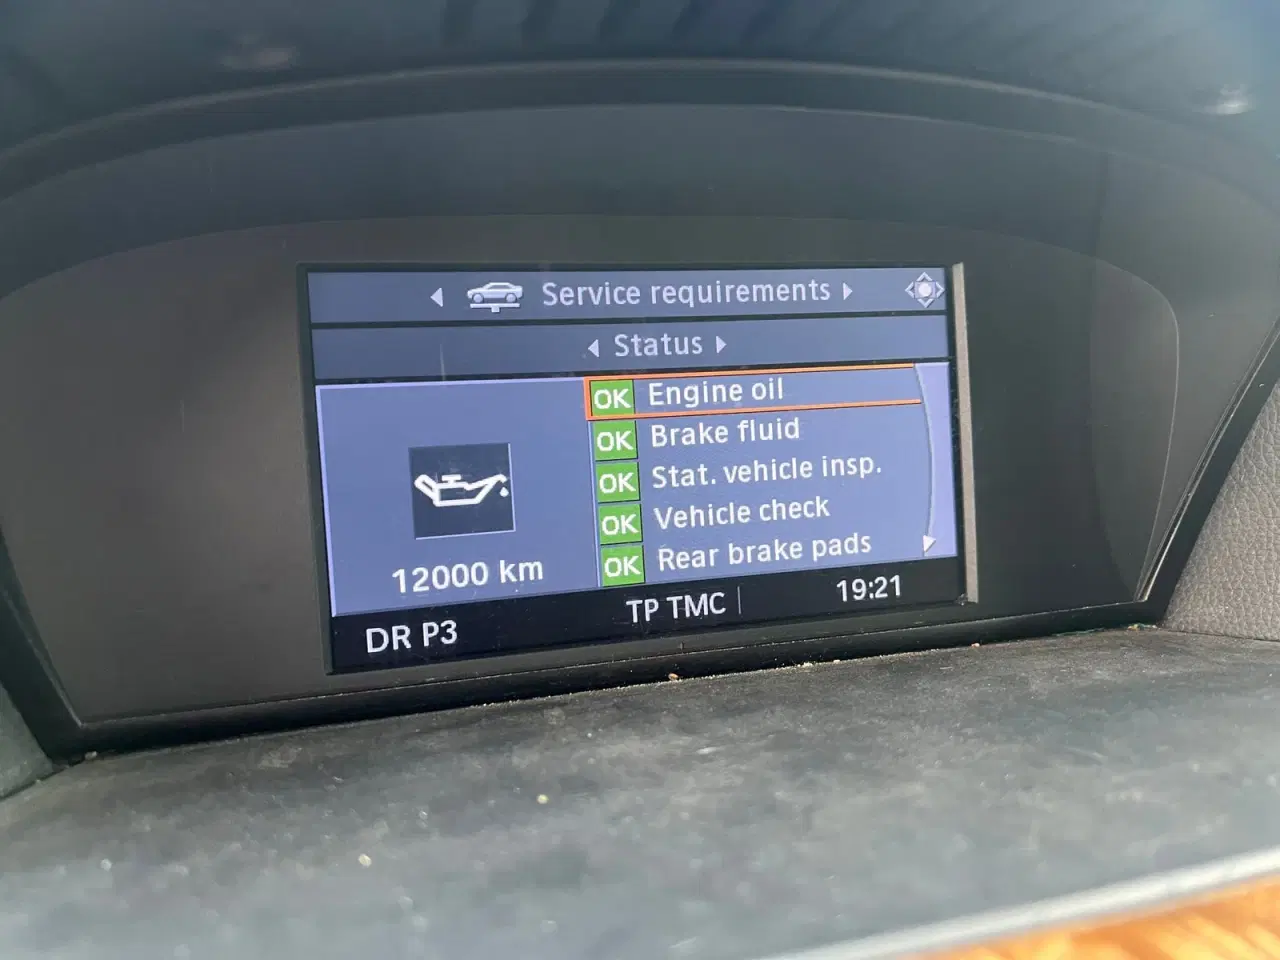 Service requirements
Status
OK Engine oil
OK Brake fluid
OK Stat. vehicle insp.
OK Vehicle check
OK Rear brake pads
12000 km
DR P3 TP TMC 19:21